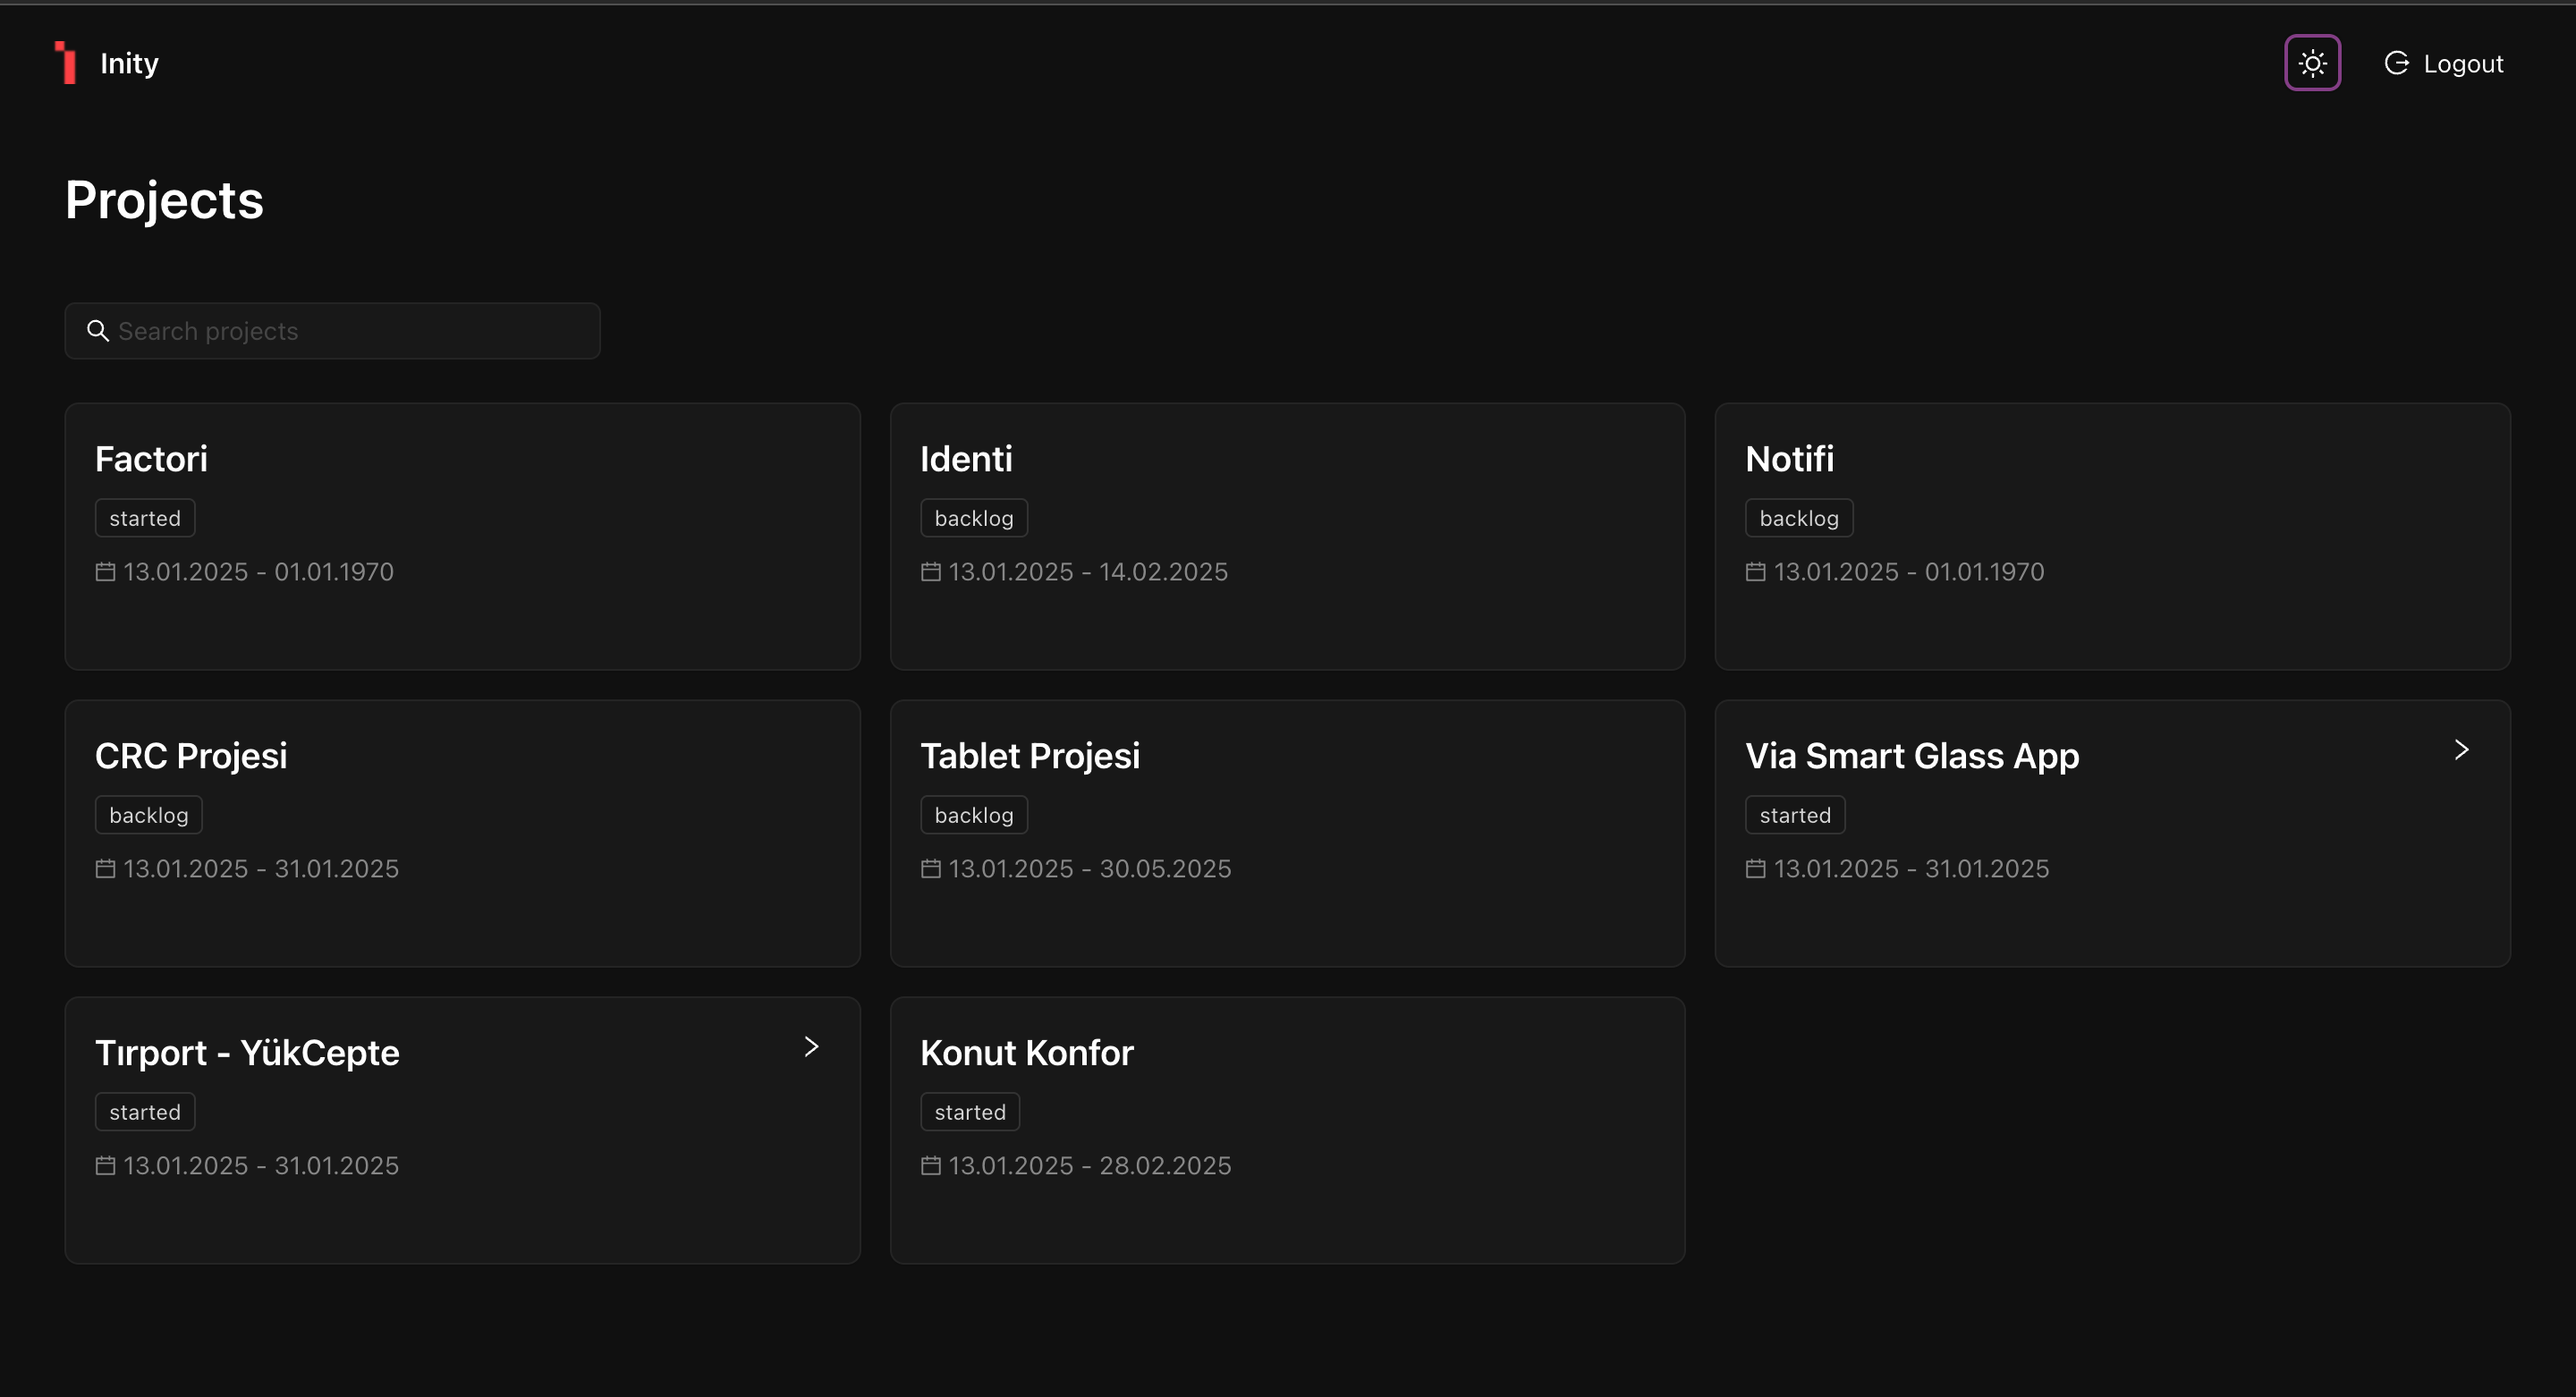 Inity
Logout
Projects
Search projects
Factori
started
13.01.2025 - 01.01.1970
Identi
backlog
13.01.2025 - 14.02.2025
Notifi
backlog
13.01.2025 - 01.01.1970
CRC Projesi
backlog
13.01.2025 - 31.01.2025
Tablet Projesi
backlog
13.01.2025 - 30.05.2025
Via Smart Glass App
started
13.01.2025 - 31.01.2025
Tırport - YükCepte
started
13.01.2025 - 31.01.2025
Konut Konfor
started
13.01.2025 - 28.02.2025